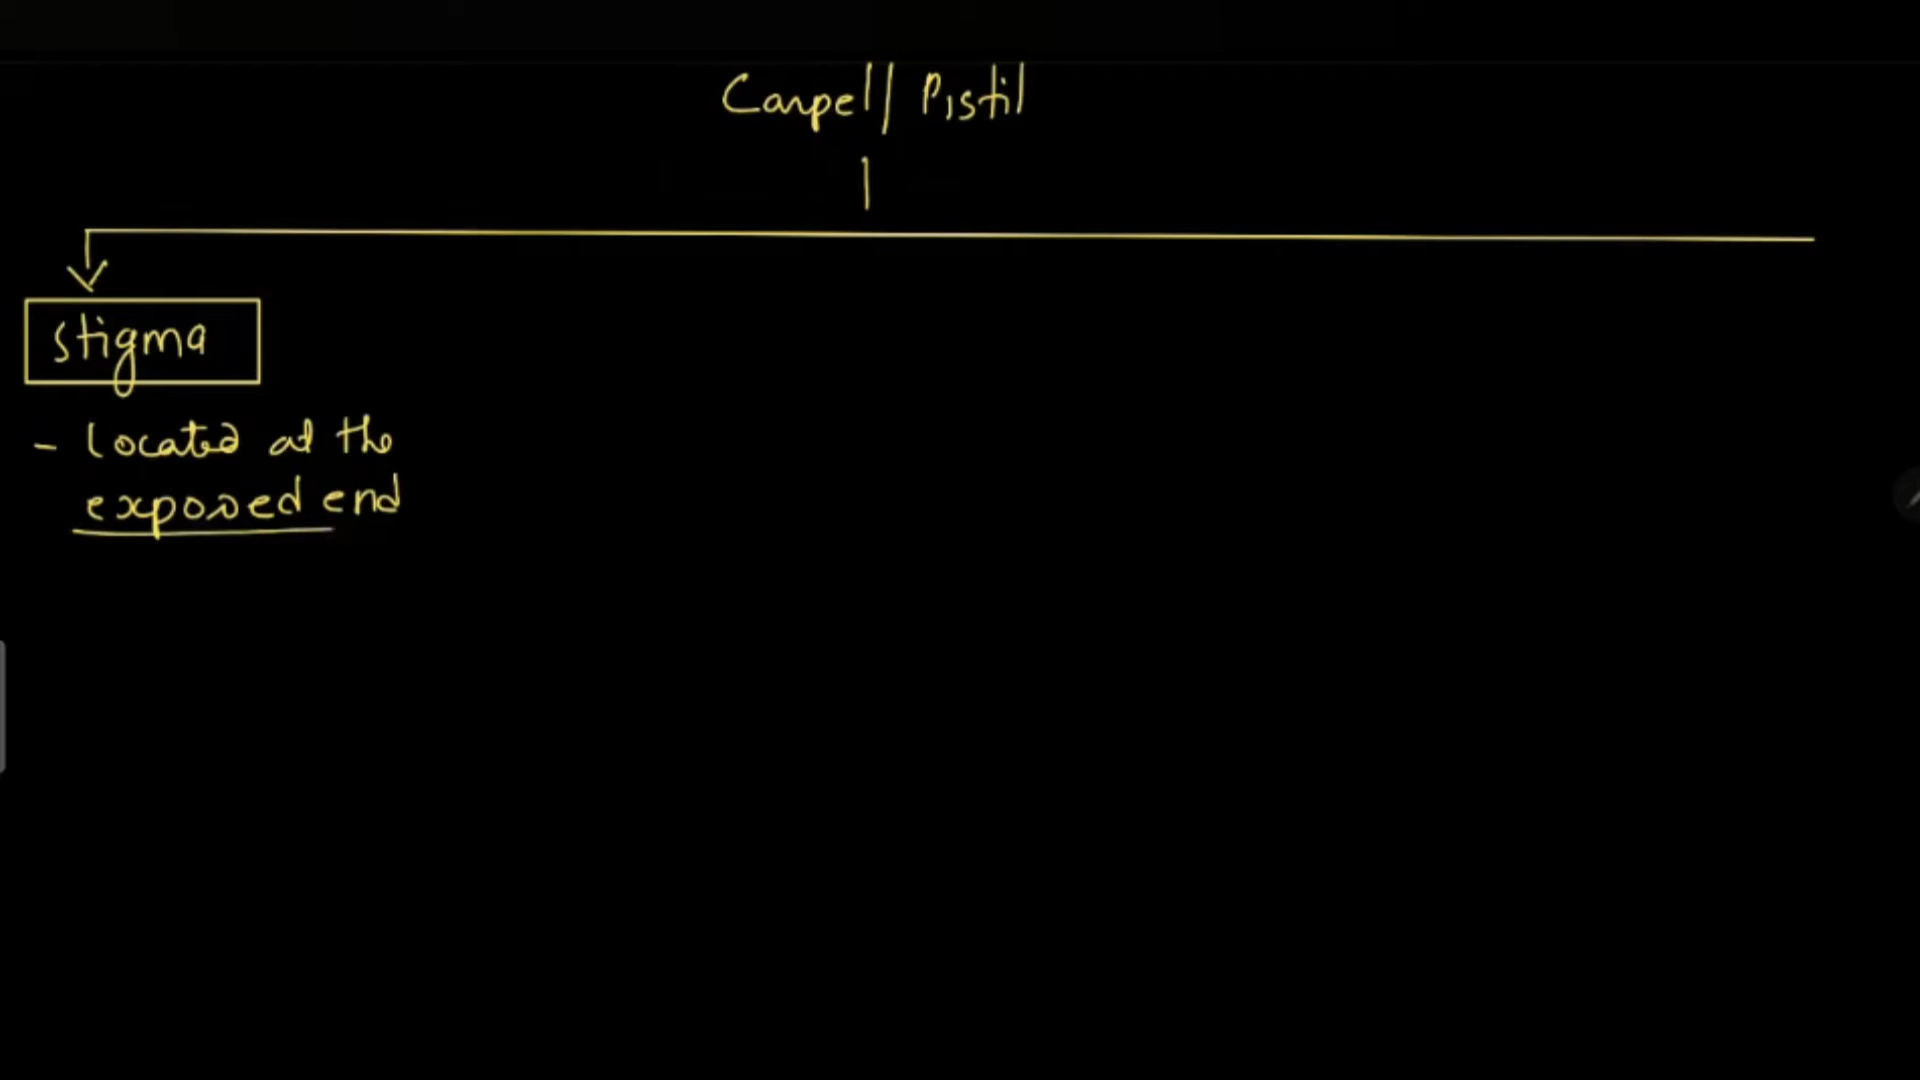 Carpel/ Pistil
stigma
- located at the
exposed end